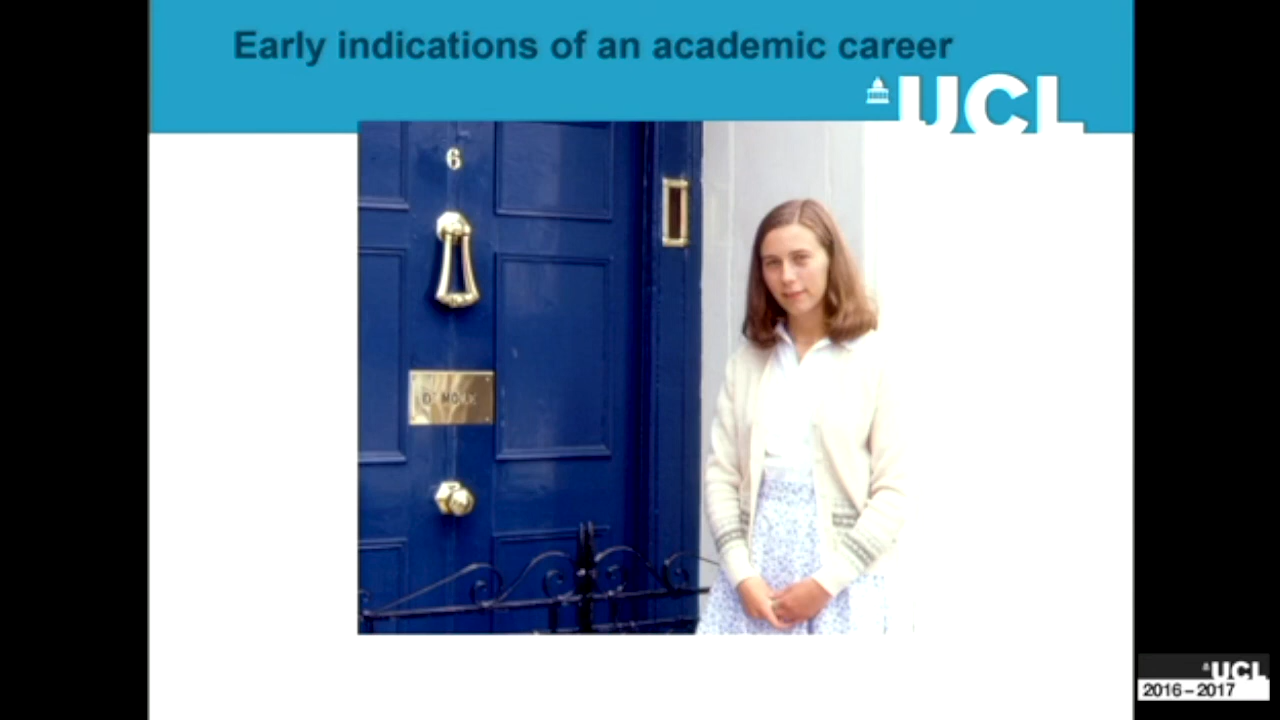 Early indications of an academic career
UCL
6
UCL
2016 – 2017